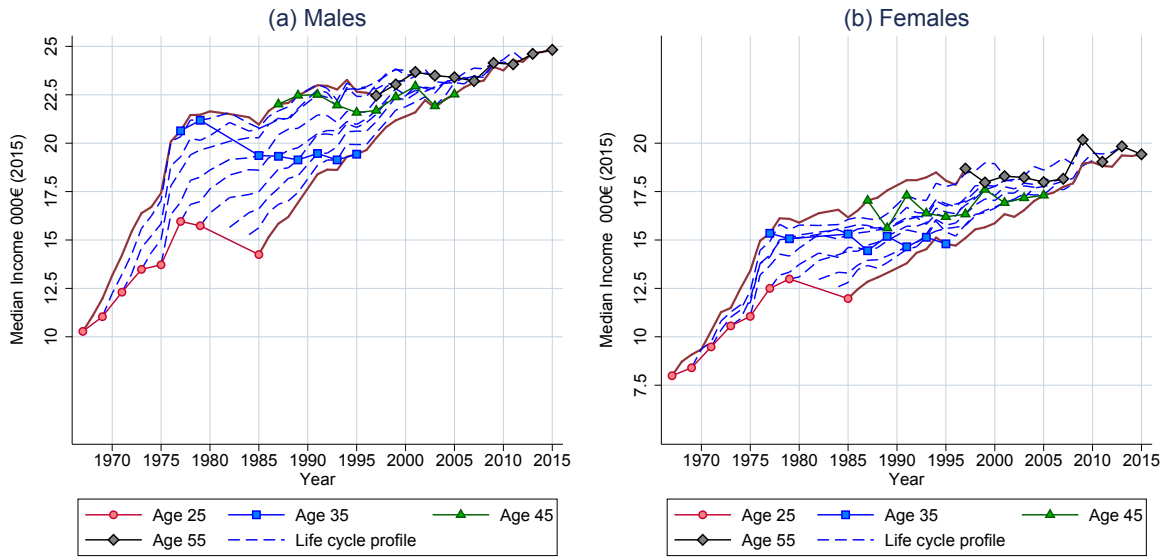 (a) Males
Median Income 000€ (2015)
25
22.5
20
17.5
15
12.5
10
1970 1975 1980 1985 1990 1995 2000 2005 2010 2015
Year
Age 25 Age 35 Age 45
Age 55 Life cycle profile
(b) Females
Median Income 000€ (2015)
20
17.5
15
12.5
10
7.5
1970 1975 1980 1985 1990 1995 2000 2005 2010 2015
Year
Age 25 Age 35 Age 45
Age 55 Life cycle profile